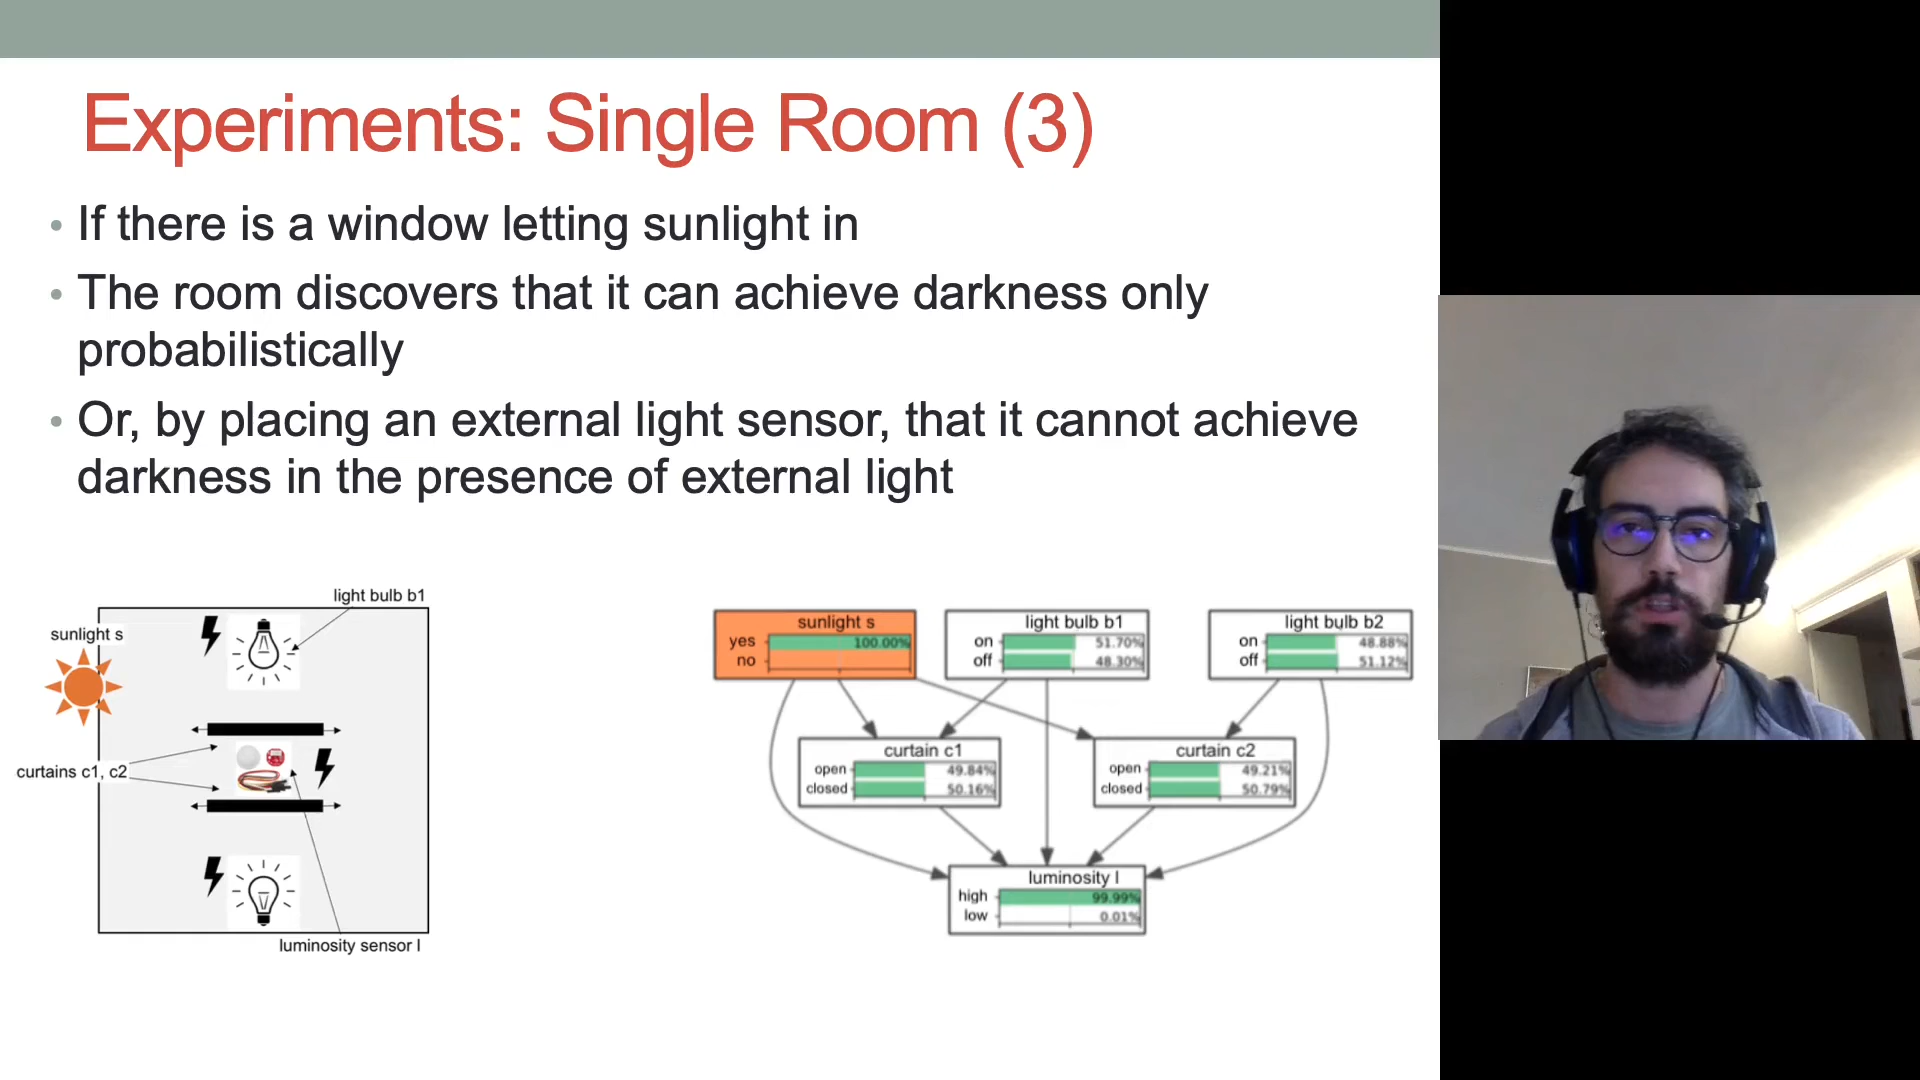 Experiments: Single Room (3)
• If there is a window letting sunlight in
• The room discovers that it can achieve darkness only
probabilistically
• Or, by placing an external light sensor, that it cannot achieve
darkness in the presence of external light
light bulb b1
sunlight s
curtains c1, c2
luminosity sensor l
sunlight s
yes 100.00%
no
light bulb b1
on 51.70%
off 48.30%
light bulb b2
on 48.88%
off 51.12%
curtain c1
open 49.84%
closed 50.16%
curtain c2
open 49.21%
closed 50.79%
luminosity l
high 99.99%
low 0.01%